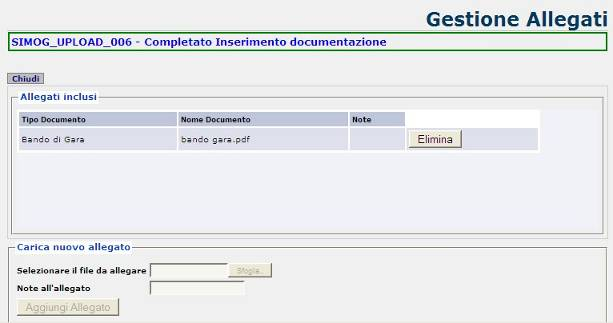 Gestione Allegati
SIMOG_UPLOAD_006 - Completato Inserimento documentazione
Chiudi
Allegati inclusi
Tipo Documento Nome Documento Note
Bando di Gara bando gara.pdf Elimina
Carica nuovo allegato
Selezionare il file da allegare Sfoglia...
Note all'allegato
Aggiungi Allegato